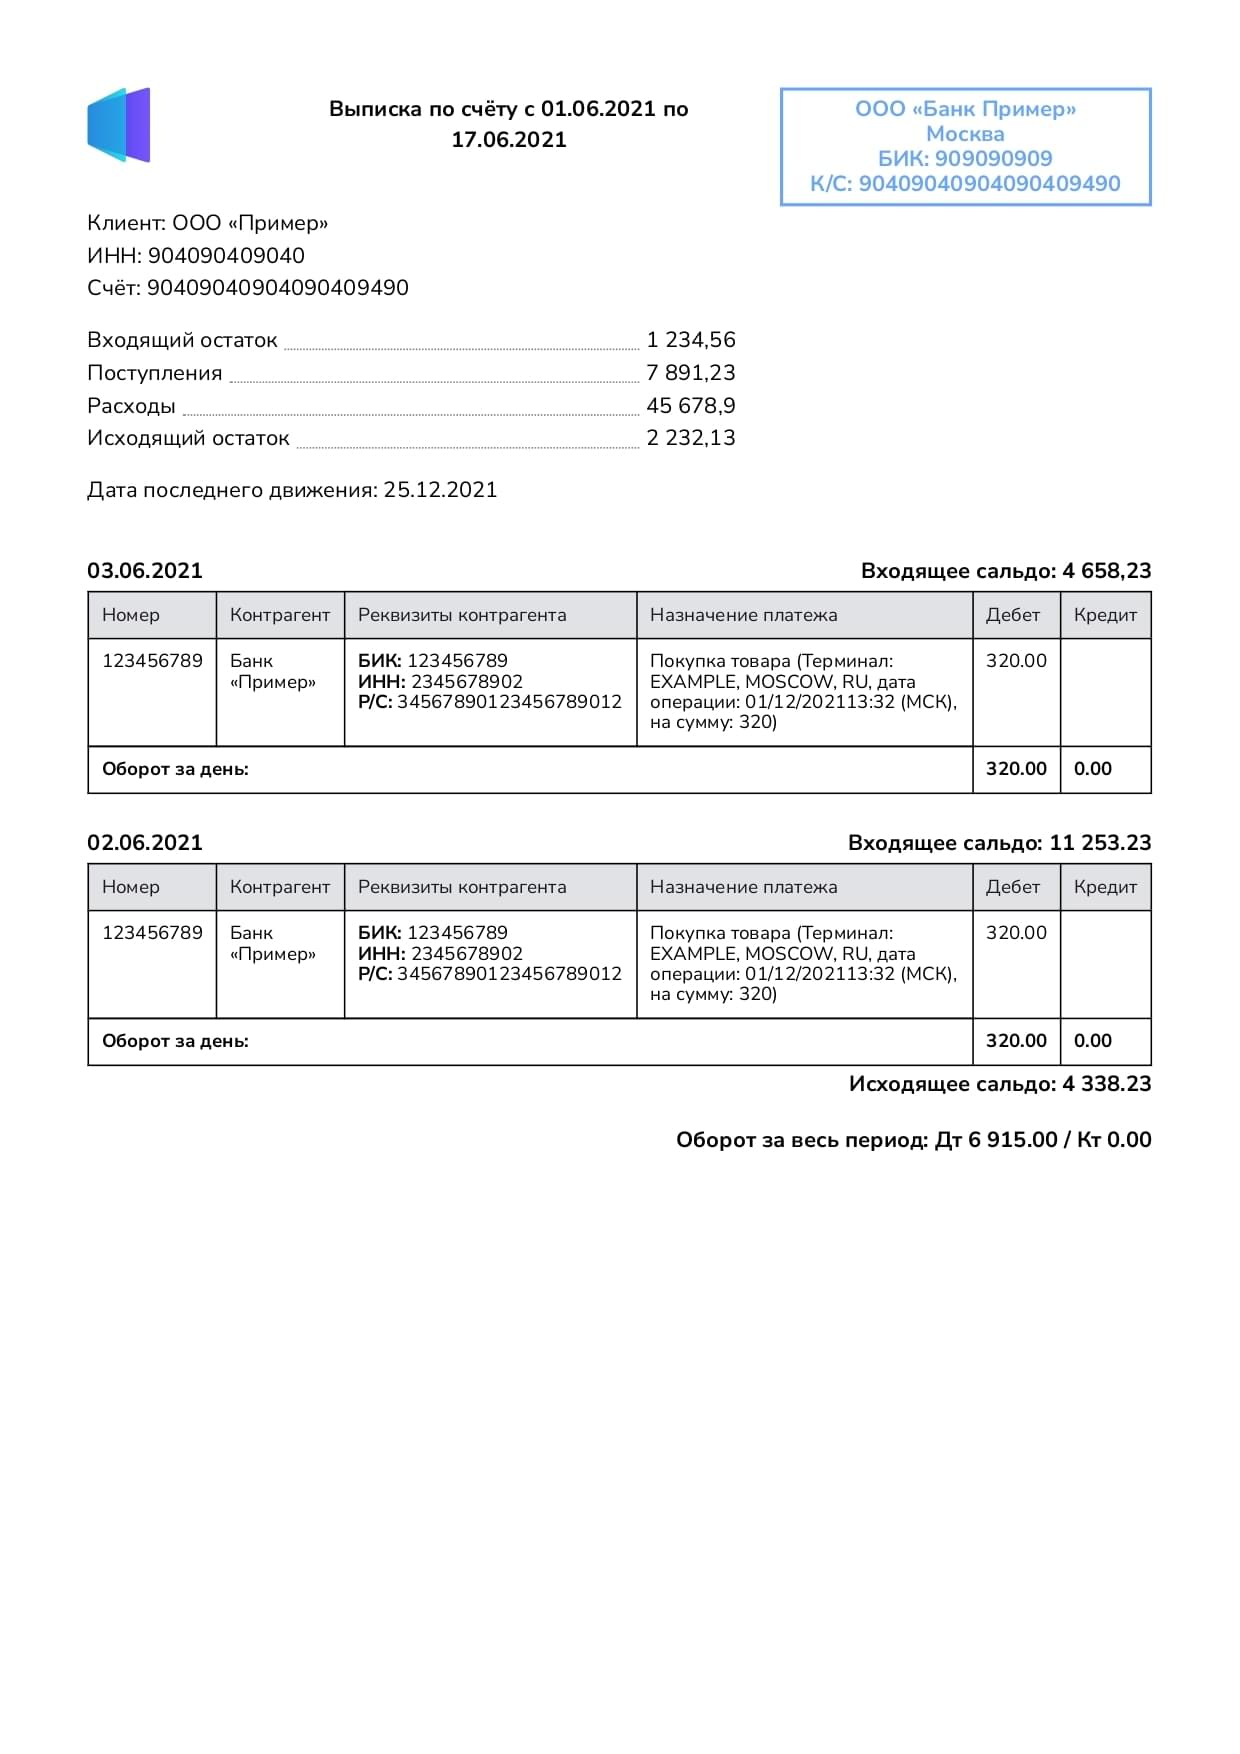 Выписка по счёту с 01.06.2021 по
17.06.2021
ООО «Банк Пример»
Москва
БИК: 909090909
К/С: 90409040904090409490
Клиент: ООО «Пример»
ИНН: 904090409040
Счёт: 90409040904090409490
Входящий остаток 1 234,56
Поступления 7 891,23
Расходы 45 678,9
Исходящий остаток 2 232,13
Дата последнего движения: 25.12.2021
03.06.2021 Входящее сальдо: 4 658,23
Номер Контрагент Реквизиты контрагента Назначение платежа Дебет Кредит
123456789 Банк БИК: 123456789 Покупка товара (Терминал: 320.00
«Пример» ИНН: 2345678902 EXAMPLE, MOSCOW, RU, дата
Р/С: 34567890123456789012 операции: 01/12/202113:32 (МСК),
на сумму: 320)
Оборот за день: 320.00 0.00
02.06.2021 Входящее сальдо: 11 253.23
Номер Контрагент Реквизиты контрагента Назначение платежа Дебет Кредит
123456789 Банк БИК: 123456789 Покупка товара (Терминал: 320.00
«Пример» ИНН: 2345678902 EXAMPLE, MOSCOW, RU, дата
Р/С: 34567890123456789012 операции: 01/12/202113:32 (МСК),
на сумму: 320)
Оборот за день: 320.00 0.00
Исходящее сальдо: 4 338.23
Оборот за весь период: Дт 6 915.00 / Кт 0.00